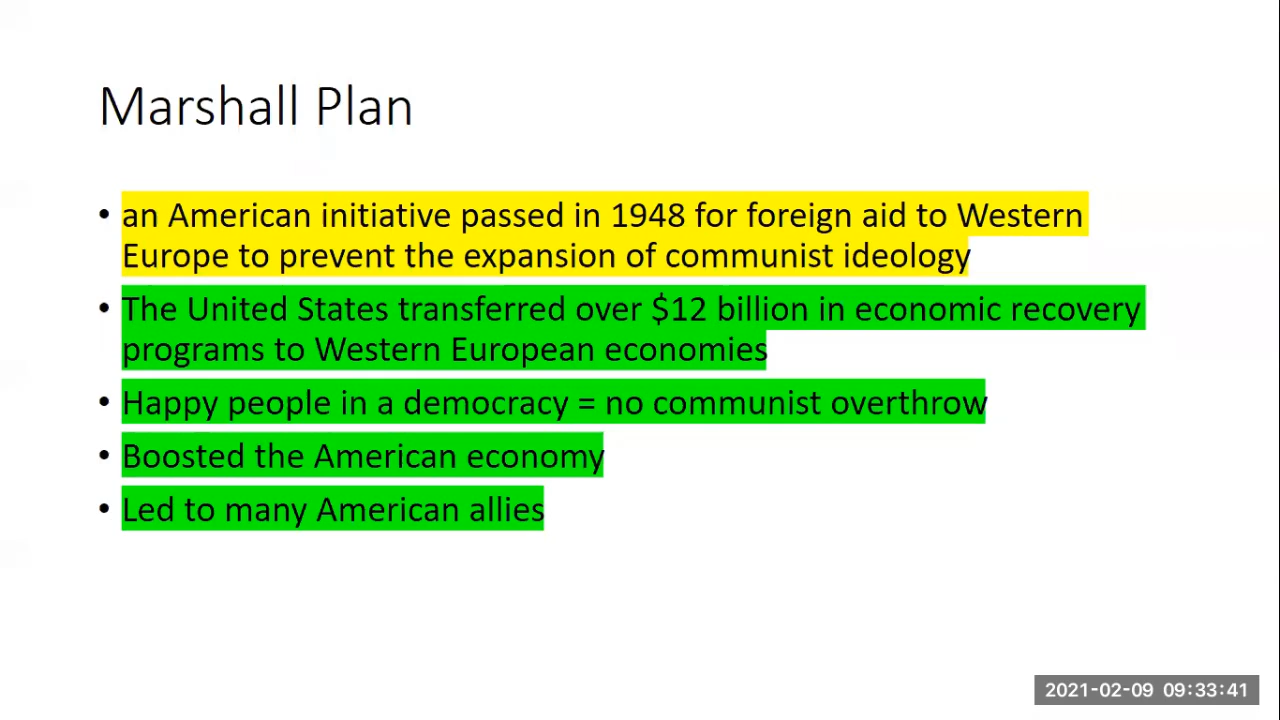 Marshall Plan
• an American initiative passed in 1948 for foreign aid to Western
Europe to prevent the expansion of communist ideology
• The United States transferred over $12 billion in economic recovery
programs to Western European economies
• Happy people in a democracy = no communist overthrow
• Boosted the American economy
• Led to many American allies
2021-02-09 09:33:41